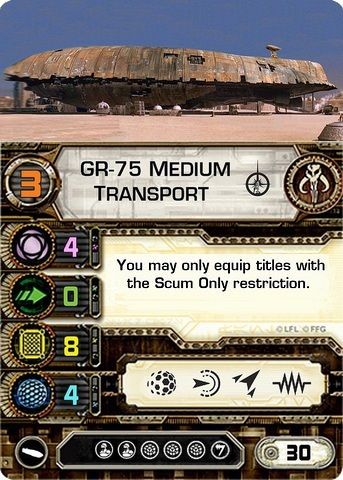 GR-75 MEDIUM
TRANSPORT
3
4
0
8
4
You may only equip titles with
the Scum Only restriction.
©LFL ©FFG
30